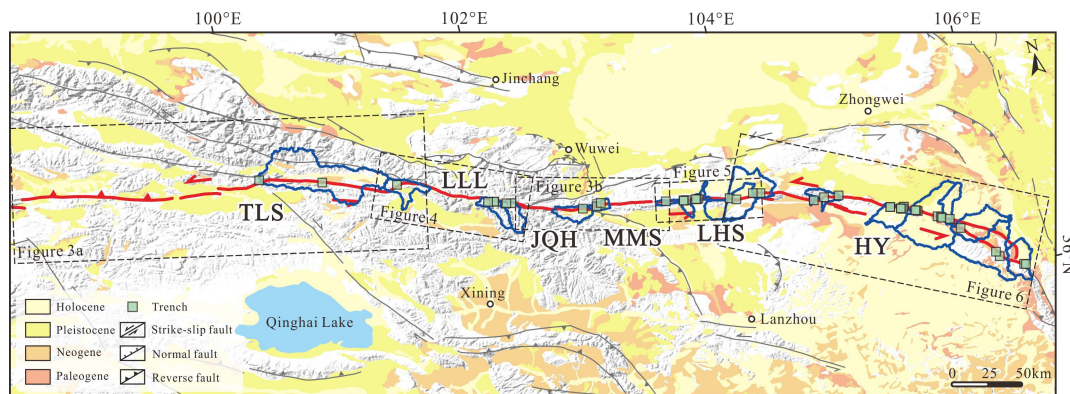 100°E
102°E
104°E
106°E
N
Jinchang
Zhongwei
Wuwei
LLL
Figure 3b
Figure 5
TLS
Figure 4
JQH
MMS
LHS
HY
Figure 3a
36°N
Figure 6
Xining
Lanzhou
Qinghai Lake
Holocene
Trench
Pleistocene
Strike-slip fault
Neogene
Normal fault
Paleogene
Reverse fault
0 25 50km